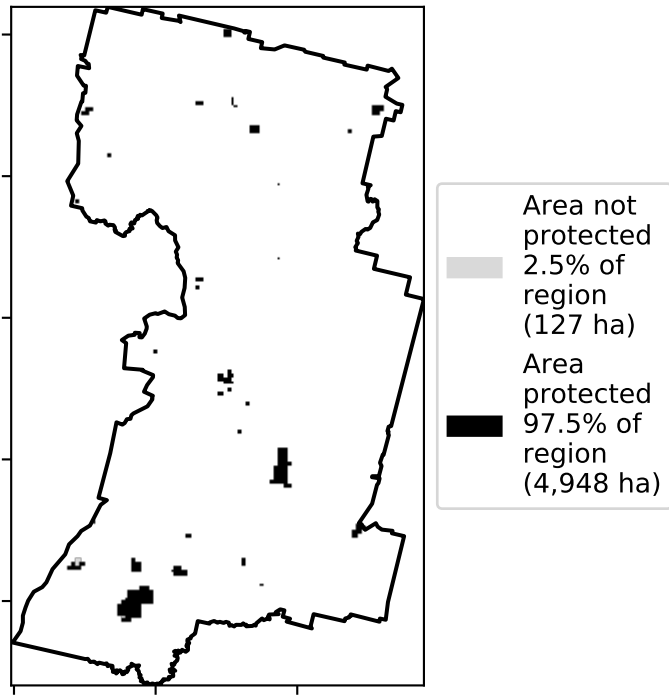 Area not
protected
2.5% of
region
(127 ha)
Area
protected
97.5% of
region
(4,948 ha)